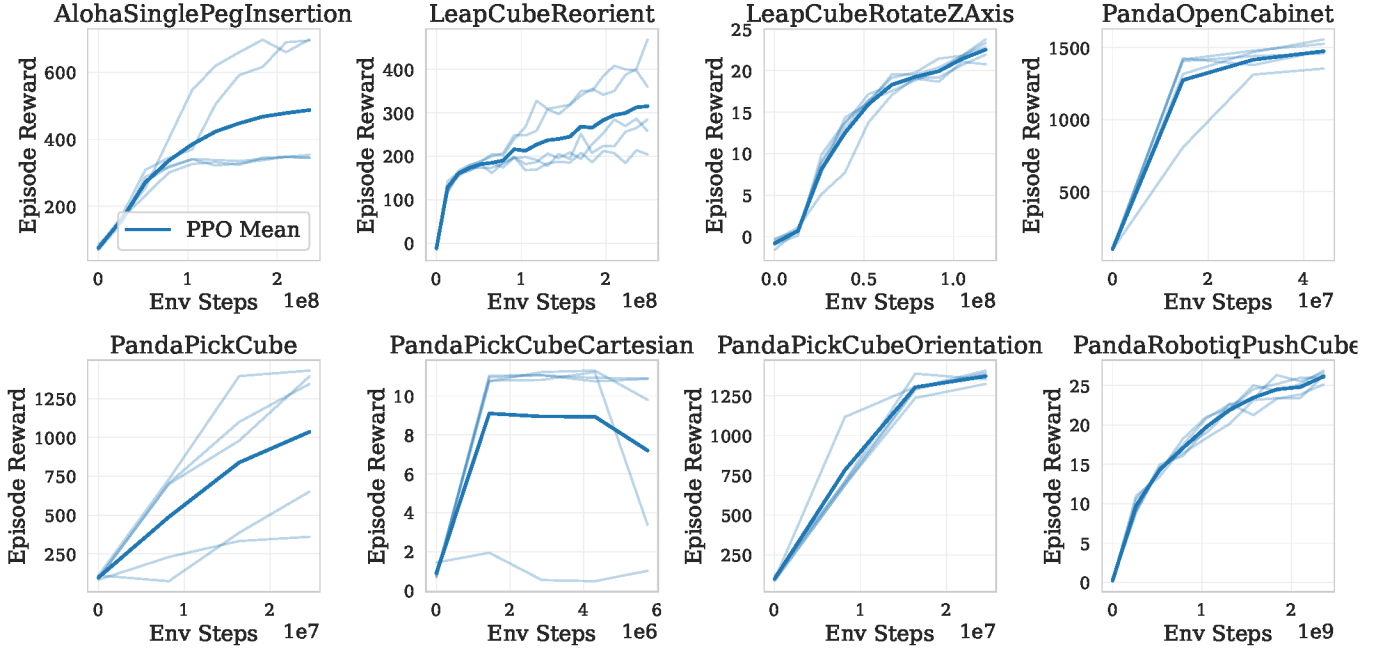 AlohaSinglePegInsertion
Episode Reward
600
400
200
PPO Mean
0 1 2
Env Steps 1e8
LeapCubeReorient
Episode Reward
400
300
200
100
0
0 1 2
Env Steps 1e8
LeapCubeRotateZAxis
Episode Reward
25
20
15
10
5
0
0.0 0.5 1.0
Env Steps 1e8
PandaOpenCabinet
Episode Reward
1500
1000
500
0 2 4
Env Steps 1e7
PandaPickCube
Episode Reward
1250
1000
750
500
250
0 1 2
Env Steps 1e7
PandaPickCubeCartesian
Episode Reward
10
8
6
4
2
0
0 2 4 6
Env Steps 1e6
PandaPickCubeOrientation
Episode Reward
1250
1000
750
500
250
0 1 2
Env Steps 1e7
PandaRobotiqPushCube
Episode Reward
25
20
15
10
5
0
0 1 2
Env Steps 1e9